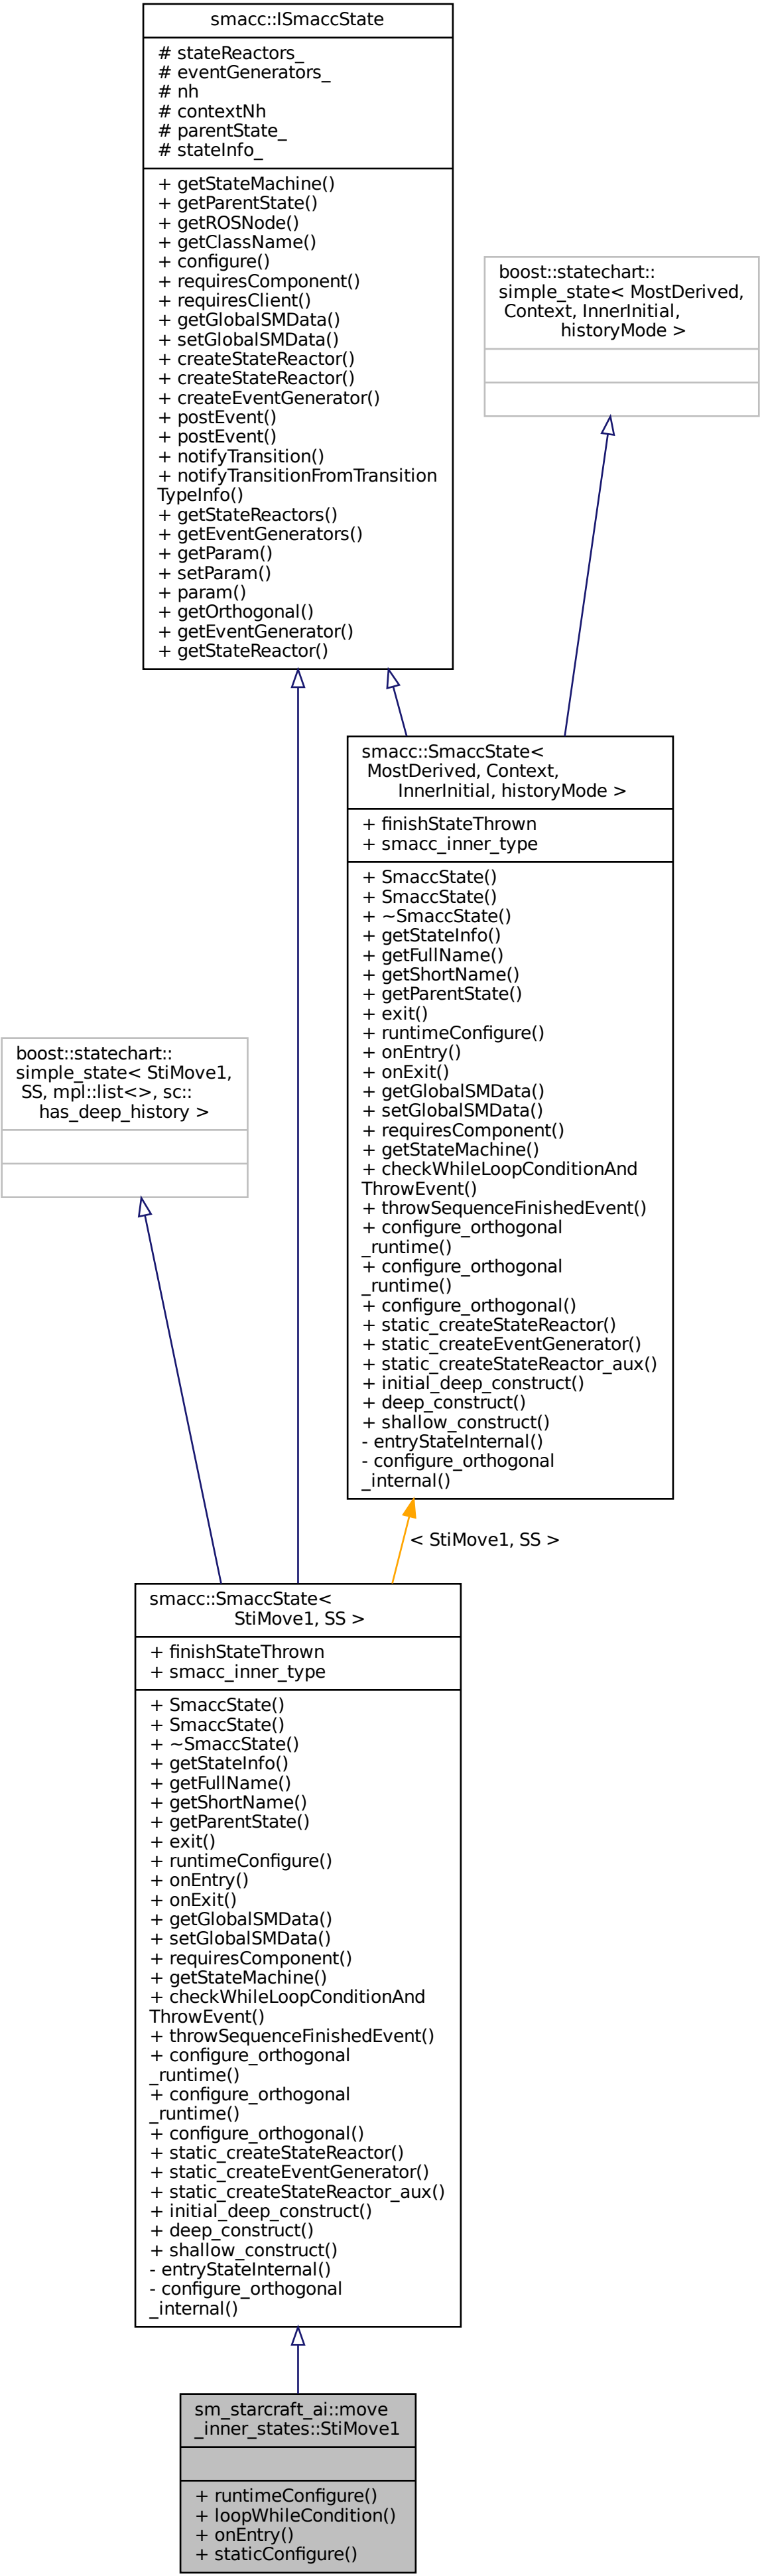 smacc::ISmaccState
# stateReactors_
# eventGenerators_
# nh
# contextNh
# parentState_
# stateInfo_
+ getStateMachine()
+ getParentState()
+ getROSNode()
+ getClassName()
+ configure()
+ requiresComponent()
+ requiresClient()
+ getGlobalSMData()
+ setGlobalSMData()
+ createStateReactor()
+ createStateReactor()
+ createEventGenerator()
+ postEvent()
+ postEvent()
+ notifyTransition()
+ notifyTransitionFromTransition
TypeInfo()
+ getStateReactors()
+ getEventGenerators()
+ getParam()
+ setParam()
+ param()
+ getOrthogonal()
+ getEventGenerator()
+ getStateReactor()
boost::statechart::
simple_state< MostDerived,
Context, InnerInitial,
historyMode >
smacc::SmaccState<
MostDerived, Context,
InnerInitial, historyMode >
+ finishStateThrown
+ smacc_inner_type
+ SmaccState()
+ SmaccState()
+ ~SmaccState()
+ getStateInfo()
+ getFullName()
+ getShortName()
+ getParentState()
+ exit()
+ runtimeConfigure()
+ onEntry()
+ onExit()
+ getGlobalSMData()
+ setGlobalSMData()
+ requiresComponent()
+ getStateMachine()
+ checkWhileLoopConditionAnd
ThrowEvent()
+ throwSequenceFinishedEvent()
+ configure_orthogonal
_runtime()
+ configure_orthogonal
_runtime()
+ configure_orthogonal()
+ static_createStateReactor()
+ static_createEventGenerator()
+ static_createStateReactor_aux()
+ initial_deep_construct()
+ deep_construct()
+ shallow_construct()
- entryStateInternal()
- configure_orthogonal
_internal()
boost::statechart::
simple_state< StiMove1,
SS, mpl::list<>, sc::
has_deep_history >
< StiMove1, SS >
smacc::SmaccState<
StiMove1, SS >
+ finishStateThrown
+ smacc_inner_type
+ SmaccState()
+ SmaccState()
+ ~SmaccState()
+ getStateInfo()
+ getFullName()
+ getShortName()
+ getParentState()
+ exit()
+ runtimeConfigure()
+ onEntry()
+ onExit()
+ getGlobalSMData()
+ setGlobalSMData()
+ requiresComponent()
+ getStateMachine()
+ checkWhileLoopConditionAnd
ThrowEvent()
+ throwSequenceFinishedEvent()
+ configure_orthogonal
_runtime()
+ configure_orthogonal
_runtime()
+ configure_orthogonal()
+ static_createStateReactor()
+ static_createEventGenerator()
+ static_createStateReactor_aux()
+ initial_deep_construct()
+ deep_construct()
+ shallow_construct()
- entryStateInternal()
- configure_orthogonal
_internal()
sm_starcraft_ai::move
_inner_states::StiMove1
+ runtimeConfigure()
+ loopWhileCondition()
+ onEntry()
+ staticConfigure()